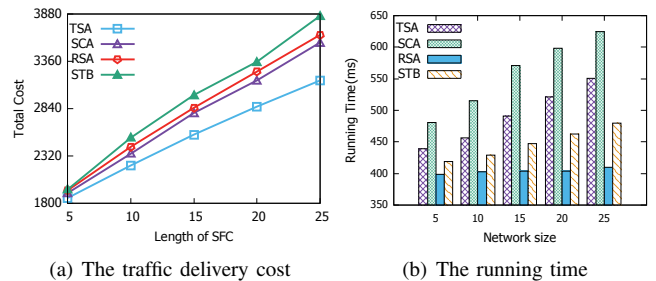 TSA
SCA
RSA
STB
3880
3360
2840
2320
1800
5
10
15
20
25
Total Cost
Length of SFC
(a) The traffic delivery cost
TSA
SCA
RSA
STB
650
600
550
500
450
400
350
5
10
15
20
25
Running Time(ms)
Network size
(b) The running time